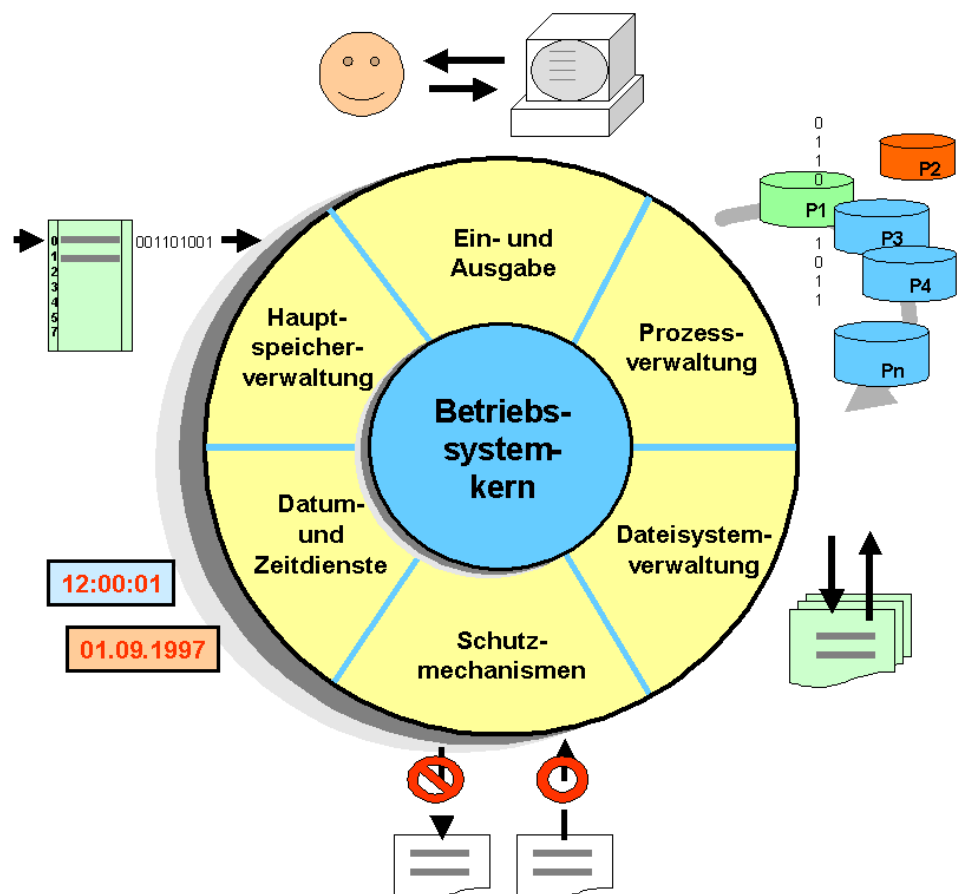 0
1
1
0
1
0
1
1
P2
P1
P3
P4
Pn
0
1
2
3
4
5
7
001101001
Ein- und
Ausgabe
Haupt-
speicher-
verwaltung
Prozess-
verwaltung
Betriebs-
system-
kern
Datum-
und
Zeitdienste
Dateisystem-
verwaltung
Schutz-
mechanismen
12:00:01
01.09.1997